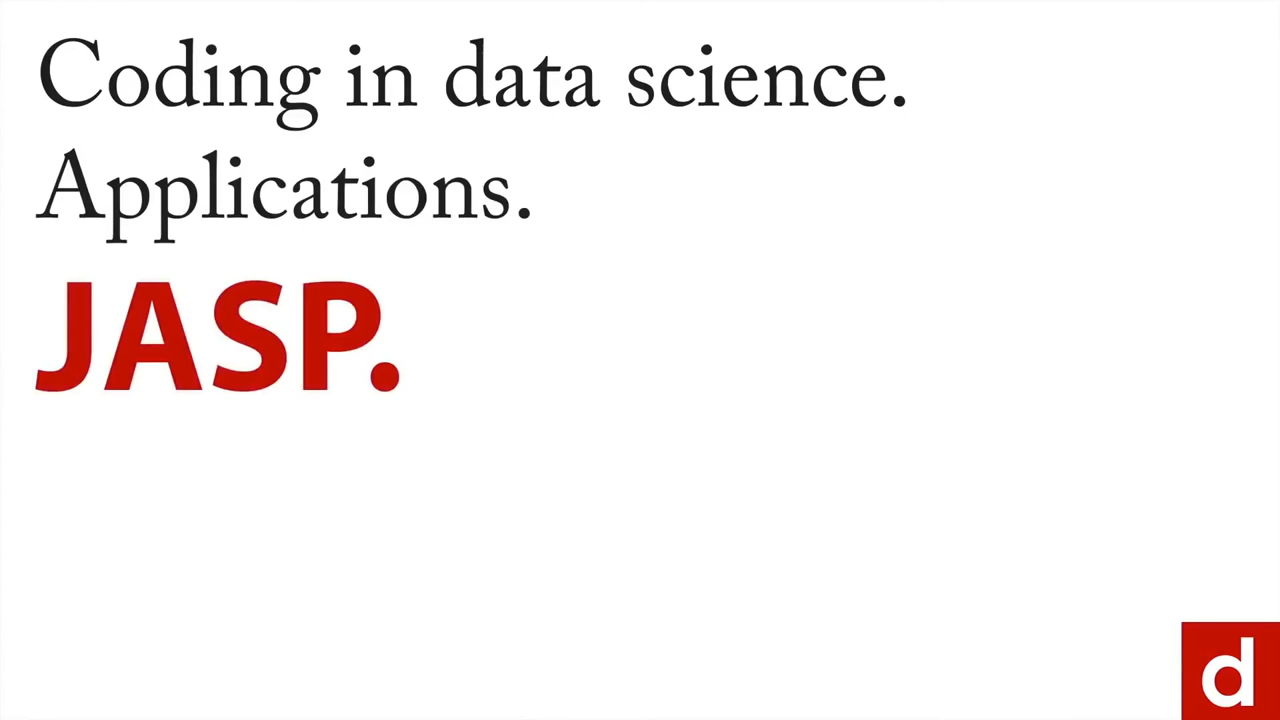 Coding in data science.
Applications.
JASP.
d